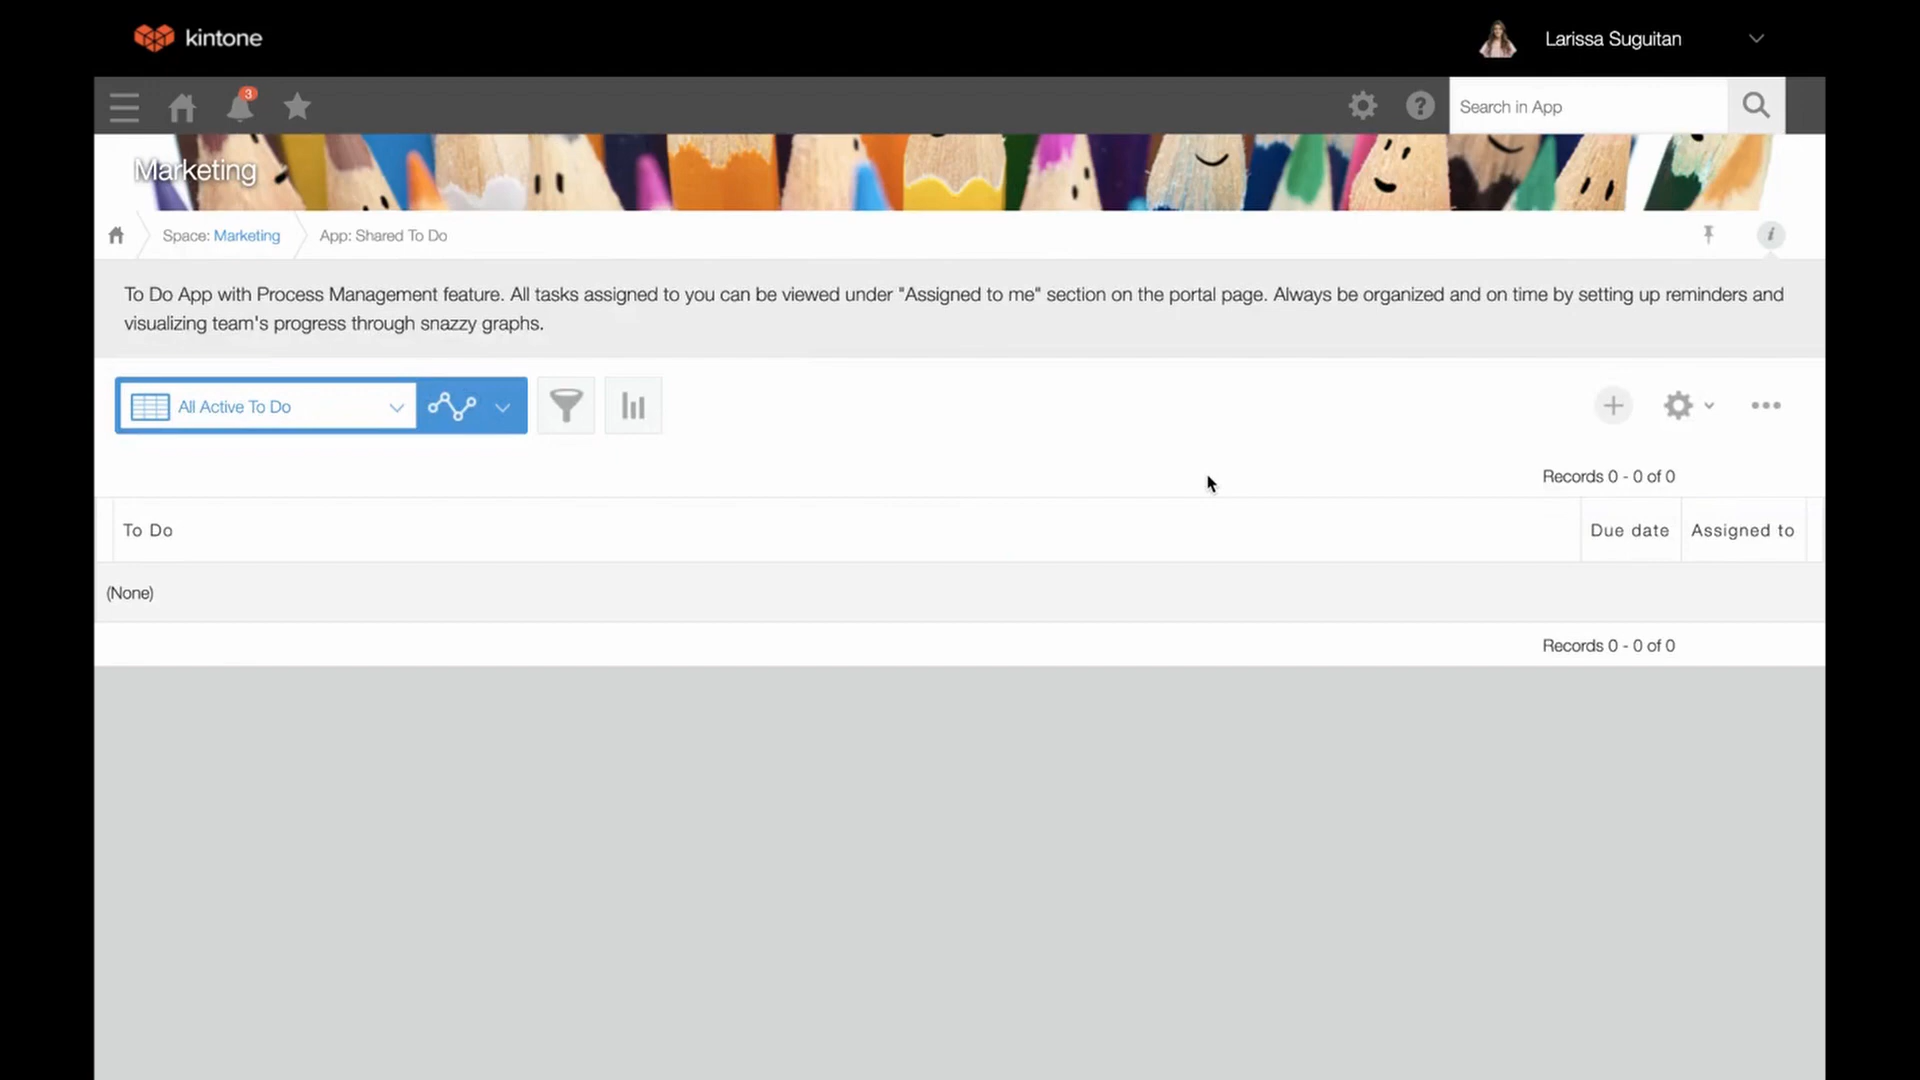 kintone
Larissa Suguitan
3
Search in App
Marketing
Space: Marketing
App: Shared To Do
To Do App with Process Management feature. All tasks assigned to you can be viewed under "Assigned to me" section on the portal page. Always be organized and on time by setting up reminders and
visualizing team's progress through snazzy graphs.
All Active To Do
Records 0 - 0 of 0
To Do
Due date
Assigned to
(None)
Records 0 - 0 of 0